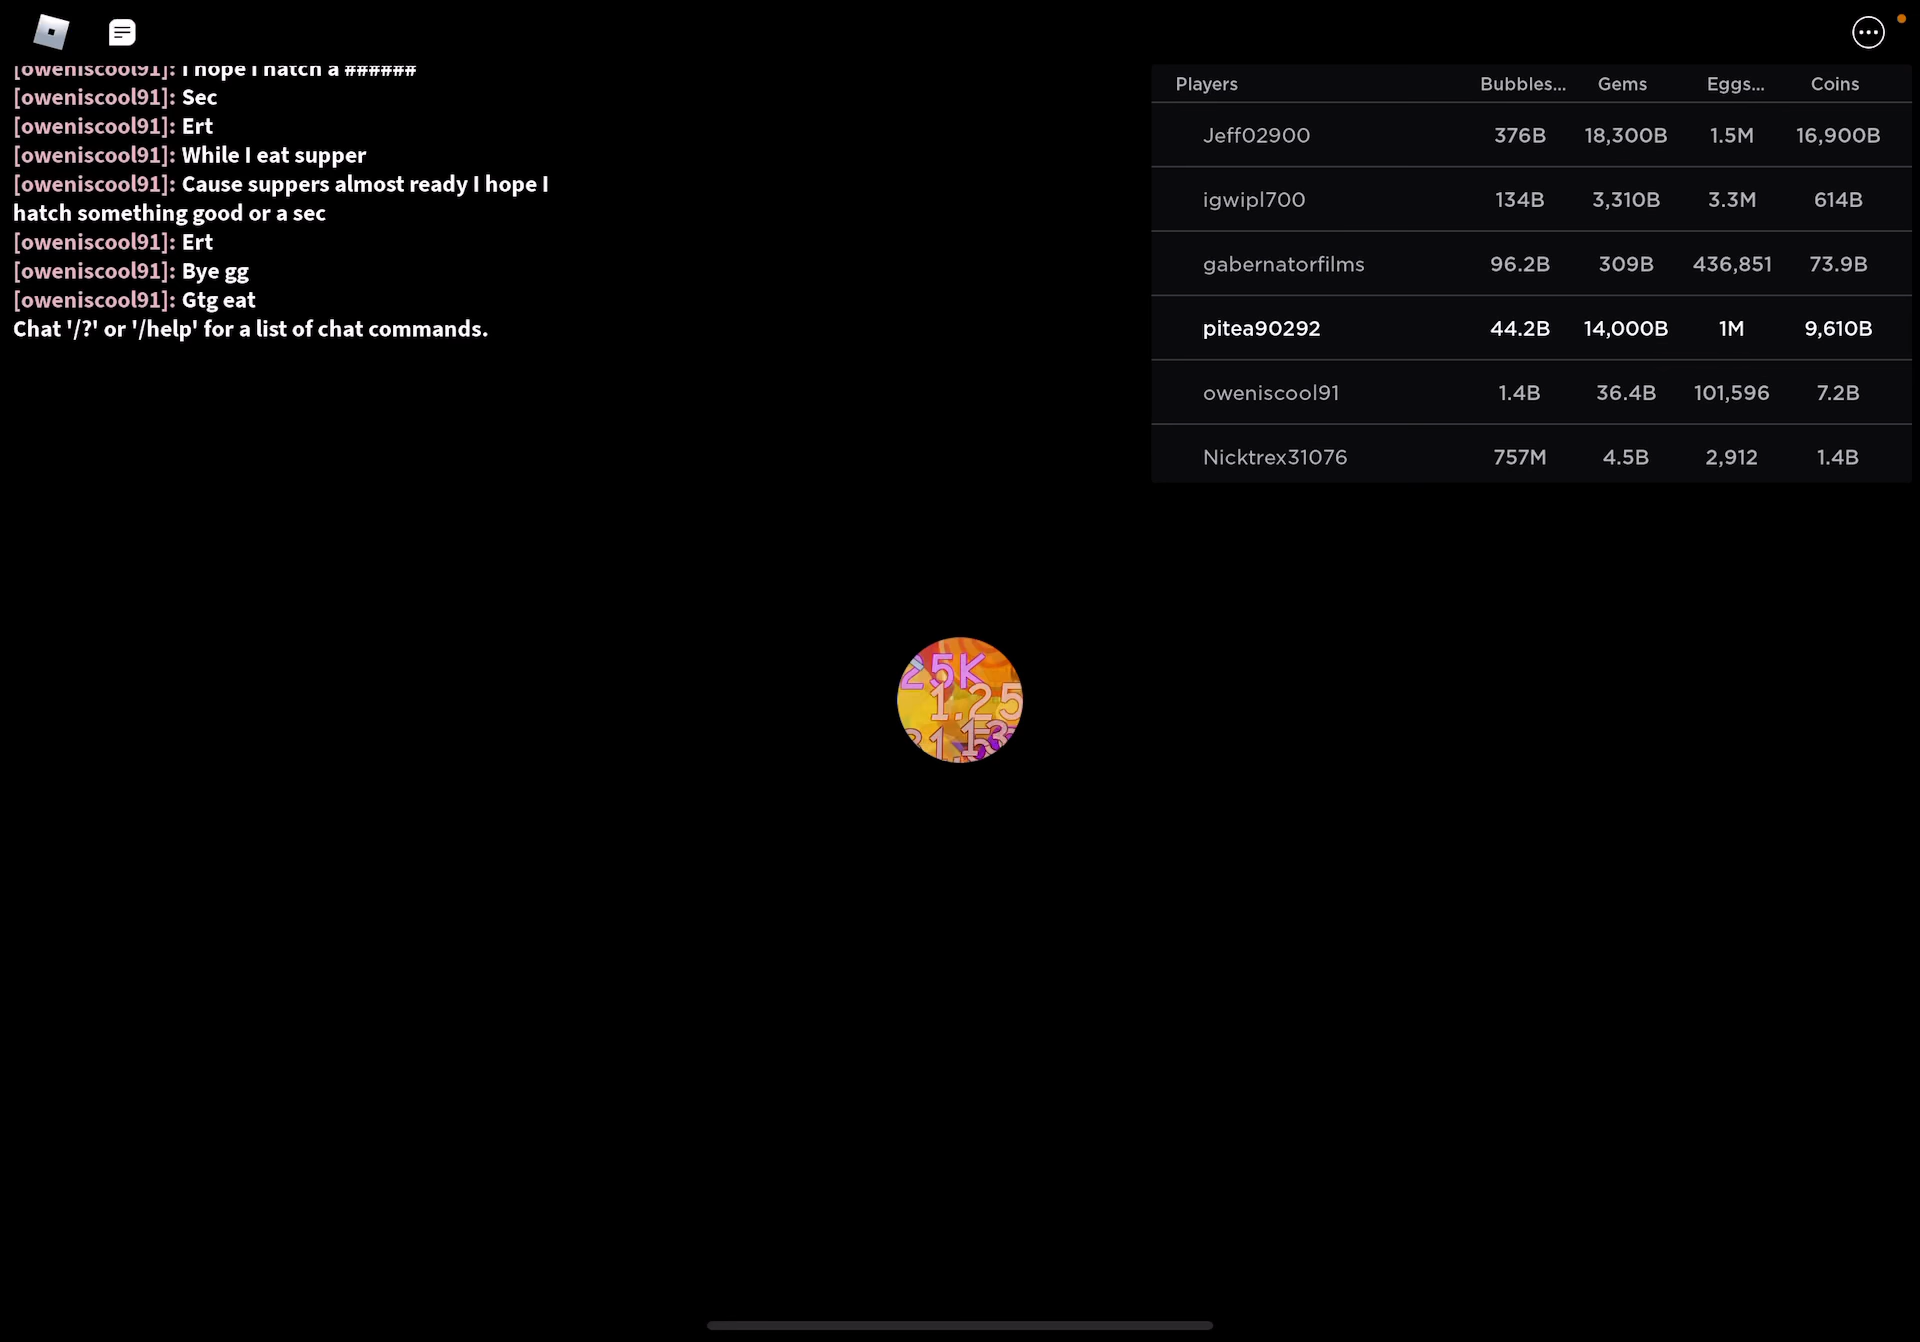 [oweniscool91]: I hope I hatch a ######
[oweniscool91]: Sec
[oweniscool91]: Ert
[oweniscool91]: While I eat supper
[oweniscool91]: Cause suppers almost ready I hope I
hatch something good or a sec
[oweniscool91]: Ert
[oweniscool91]: Bye gg
[oweniscool91]: Gtg eat
Chat '/?' or '/help' for a list of chat commands.
Players Bubbles... Gems Eggs... Coins
Jeff02900 376B 18,300B 1.5M 16,900B
igwipl700 134B 3,310B 3.3M 614B
gabernatorfilms 96.2B 309B 436,851 73.9B
pitea90292 44.2B 14,000B 1M 9,610B
oweniscool91 1.4B 36.4B 101,596 7.2B
Nicktrex31076 757M 4.5B 2,912 1.4B
25K
1.25